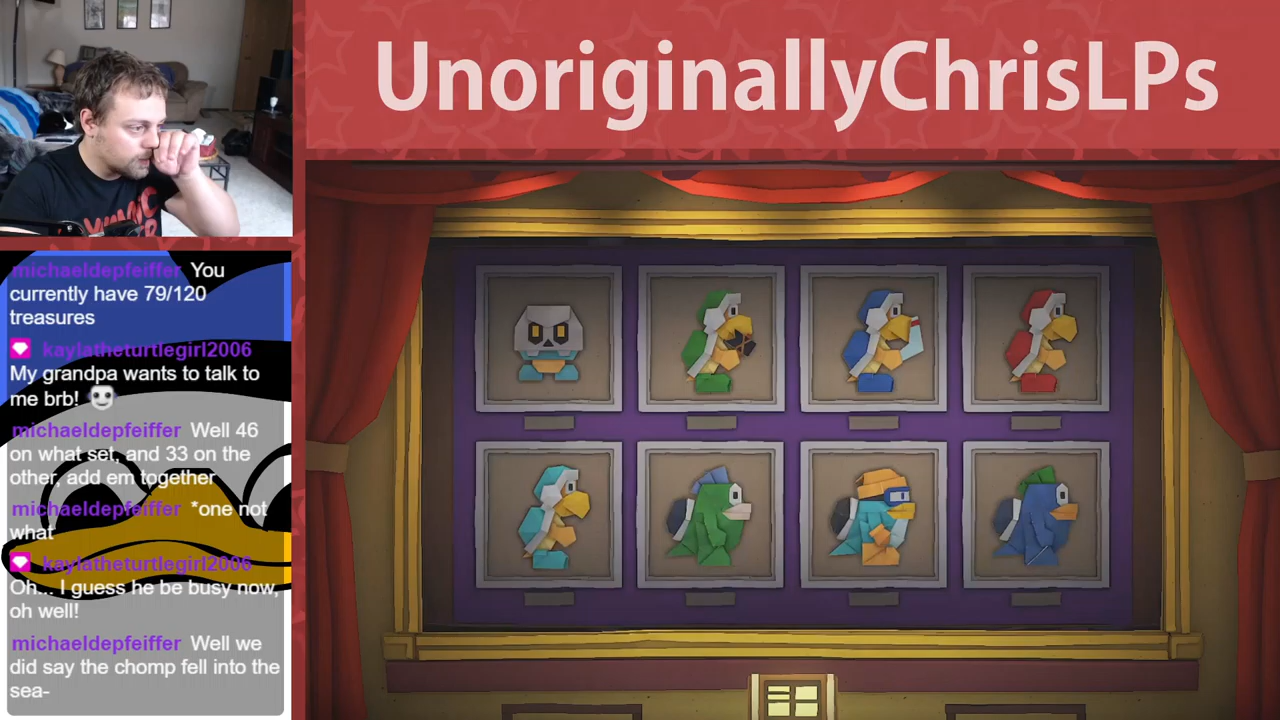 UnoriginallyChrisLPs
michaeldepfeiffer You
currently have 79/120
treasures
kaylatheturtlegirl2006
My grandpa wants to talk to
me brb!
michaeldepfeiffer Well 46
on what set, and 33 on the
other, add em together
michaeldepfeiffer *one not
what
kaylatheturtlegirl2006
Oh... I guess he be busy now,
oh well!
michaeldepfeiffer Well we
did say the chomp fell into the
sea-